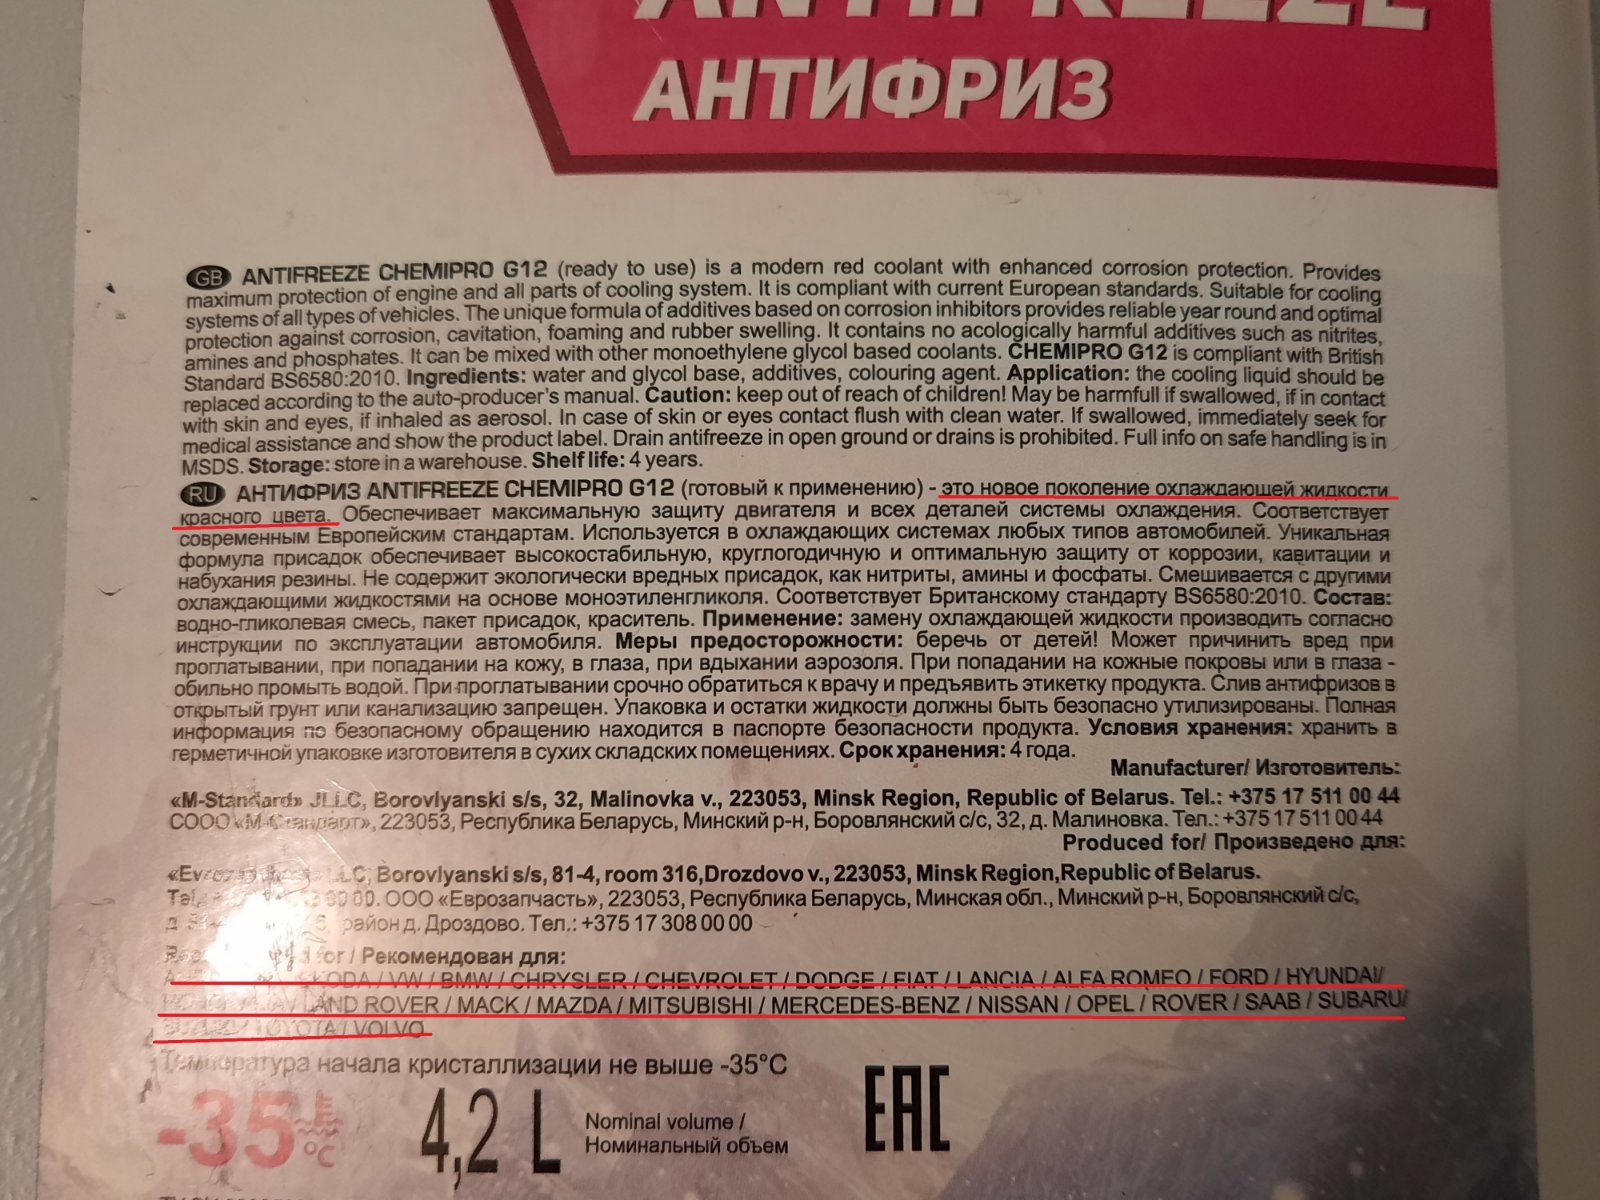 ANTIFREEZE
АНТИФРИЗ
GB ANTIFREEZE CHEMIPRO G12 (ready to use) is a modern red coolant with enhanced corrosion protection. Provides
maximum protection of engine and all parts of cooling system. It is compliant with current European standards. Suitable for cooling
systems of all types of vehicles. The unique formula of additives based on corrosion inhibitors provides reliable year round and optimal
protection against corrosion, cavitation, foaming and rubber swelling. It contains no acologically harmful additives such as nitrites,
amines and phosphates. It can be mixed with other monoethylene glycol based coolants. CHEMIPRO G12 is compliant with British
Standard BS6580:2010. Ingredients: water and glycol base, additives, colouring agent. Application: the cooling liquid should be
replaced according to the auto-producer's manual. Caution: keep out of reach of children! May be harmfull if swallowed, if in contact
with skin and eyes, if inhaled as aerosol. In case of skin or eyes contact flush with clean water. If swallowed, immediately seek for
medical assistance and show the product label. Drain antifreeze in open ground or drains is prohibited. Full info on safe handling is in
MSDS. Storage: store in a warehouse. Shelf life: 4 years.
RU АНТИФРИЗ ANTIFREEZE CHEMIPRO G12 (готовый к применению) - это новое поколение охлаждающей жидкости
красного цвета. Обеспечивает максимальную защиту двигателя и всех деталей системы охлаждения. Соответствует
современным Европейским стандартам. Используется в охлаждающих системах любых типов автомобилей. Уникальная
формула присадок обеспечивает высокостабильную, круглогодичную и оптимальную защиту от коррозии, кавитации и
набухания резины. Не содержит экологически вредных присадок, как нитриты, амины и фосфаты. Смешивается с другими
охлаждающими жидкостями на основе моноэтиленгликоля. Соответствует Британскому стандарту BS6580:2010. Состав:
водно-гликолевая смесь, пакет присадок, краситель. Применение: замену охлаждающей жидкости производить согласно
инструкции по эксплуатации автомобиля. Меры предосторожности: беречь от детей! Может причинить вред при
проглатывании, при попадании на кожу, в глаза, при вдыхании аэрозоля. При попадании на кожные покровы или в глаза -
обильно промыть водой. При проглатывании срочно обратиться к врачу и предъявить этикетку продукта. Слив антифризов в
открытый грунт или канализацию запрещен. Упаковка и остатки жидкости должны быть безопасно утилизированы. Полная
информация по безопасному обращению находится в паспорте безопасности продукта. Условия хранения: хранить в
герметичной упаковке изготовителя в сухих складских помещениях. Срок хранения: 4 года.
Manufacturer/ Изготовитель:
«M-Standard» JLLC, Borovlyanski s/s, 32, Malinovka v., 223053, Minsk Region, Republic of Belarus. Tel.: +375 17 511 00 44
СООО «М-Стандарт», 223053, Республика Беларусь, Минский р-н, Боровлянский с/с, 32, д. Малиновка. Тел.: +375 17 511 00 44
Produced for/ Произведено для:
LLC, Borovlyanski s/s, 81-4, room 316, Drozdovo v., 223053, Minsk Region, Republic of Belarus.
00 00. ООО «Еврозапчасть», 223053, Республика Беларусь, Минская обл., Минский р-н, Боровлянский с/с,
район д. Дроздово. Тел.: +375 17 308 00 00
for / Рекомендован для:
SKODA / VW / BMW / CHRYSLER / CHEVROLET / DODGE / FIAT / LANCIA / ALFA ROMEO / FORD / HYUNDAI/
LAND ROVER / MACK / MAZDA / MITSUBISHI / MERCEDES-BENZ / NISSAN / OPEL / ROVER / SAAB / SUBARU/
SUZUKI / TOYOTA / VOLVO
Температура начала кристаллизации не выше -35°C
-35 °C
4,2 L
Nominal volume /
Номинальный объем
EAC